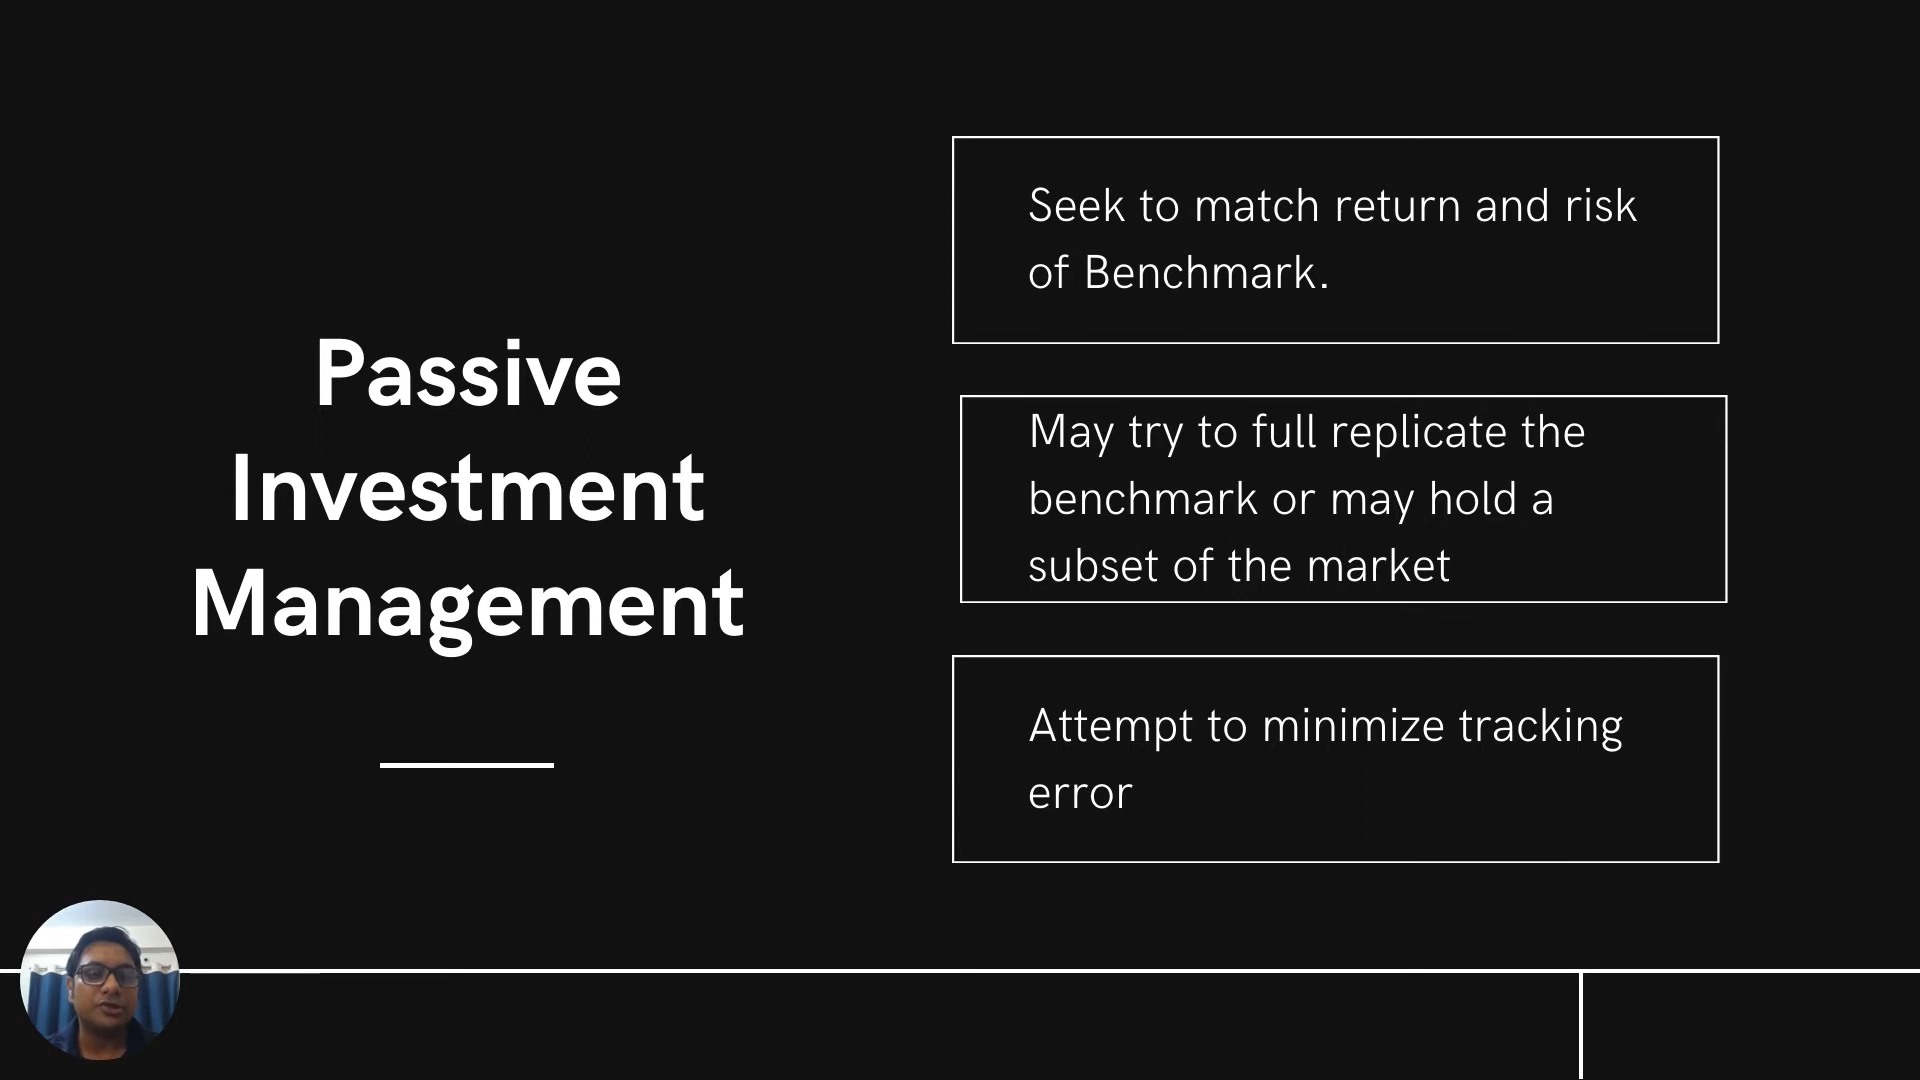 Passive
Investment
Management
Seek to match return and risk
of Benchmark.
May try to full replicate the
benchmark or may hold a
subset of the market
Attempt to minimize tracking
error